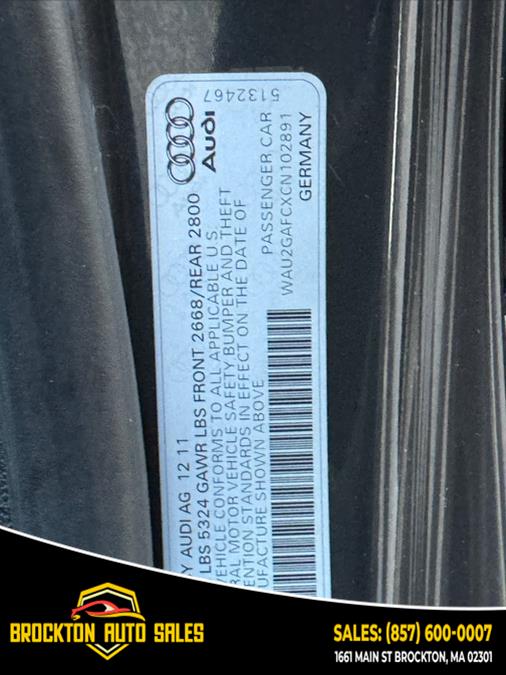 Audi
5132467
Y AUDI AG 12 11
LBS 5324 GAWR LBS FRONT 2668/REAR 2800
VEHICLE CONFORMS TO ALL APPLICABLE U.S.
RAL MOTOR VEHICLE SAFETY, BUMPER AND THEFT
ENTION STANDARDS IN EFFECT ON THE DATE OF
UFACTURE SHOWN ABOVE
PASSENGER CAR
WAU2GAFCXCN102891
GERMANY
BROCKTON AUTO SALES
SALES: (857) 600-0007
1661 MAIN ST BROCKTON, MA 02301